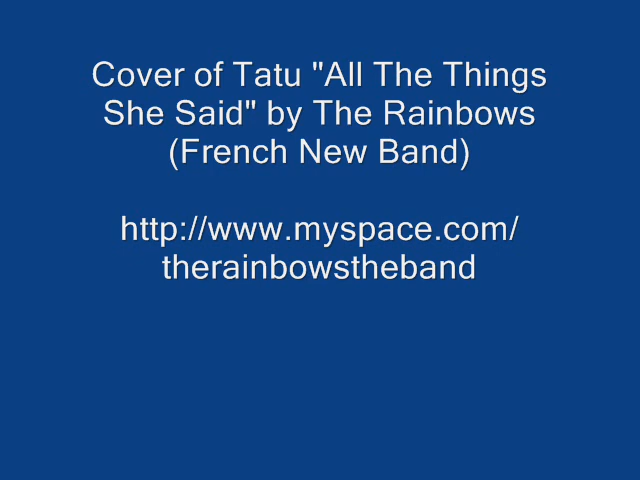 Cover of Tatu "All The Things
She Said" by The Rainbows
(French New Band)
http://www.myspace.com/
therainbowstheband